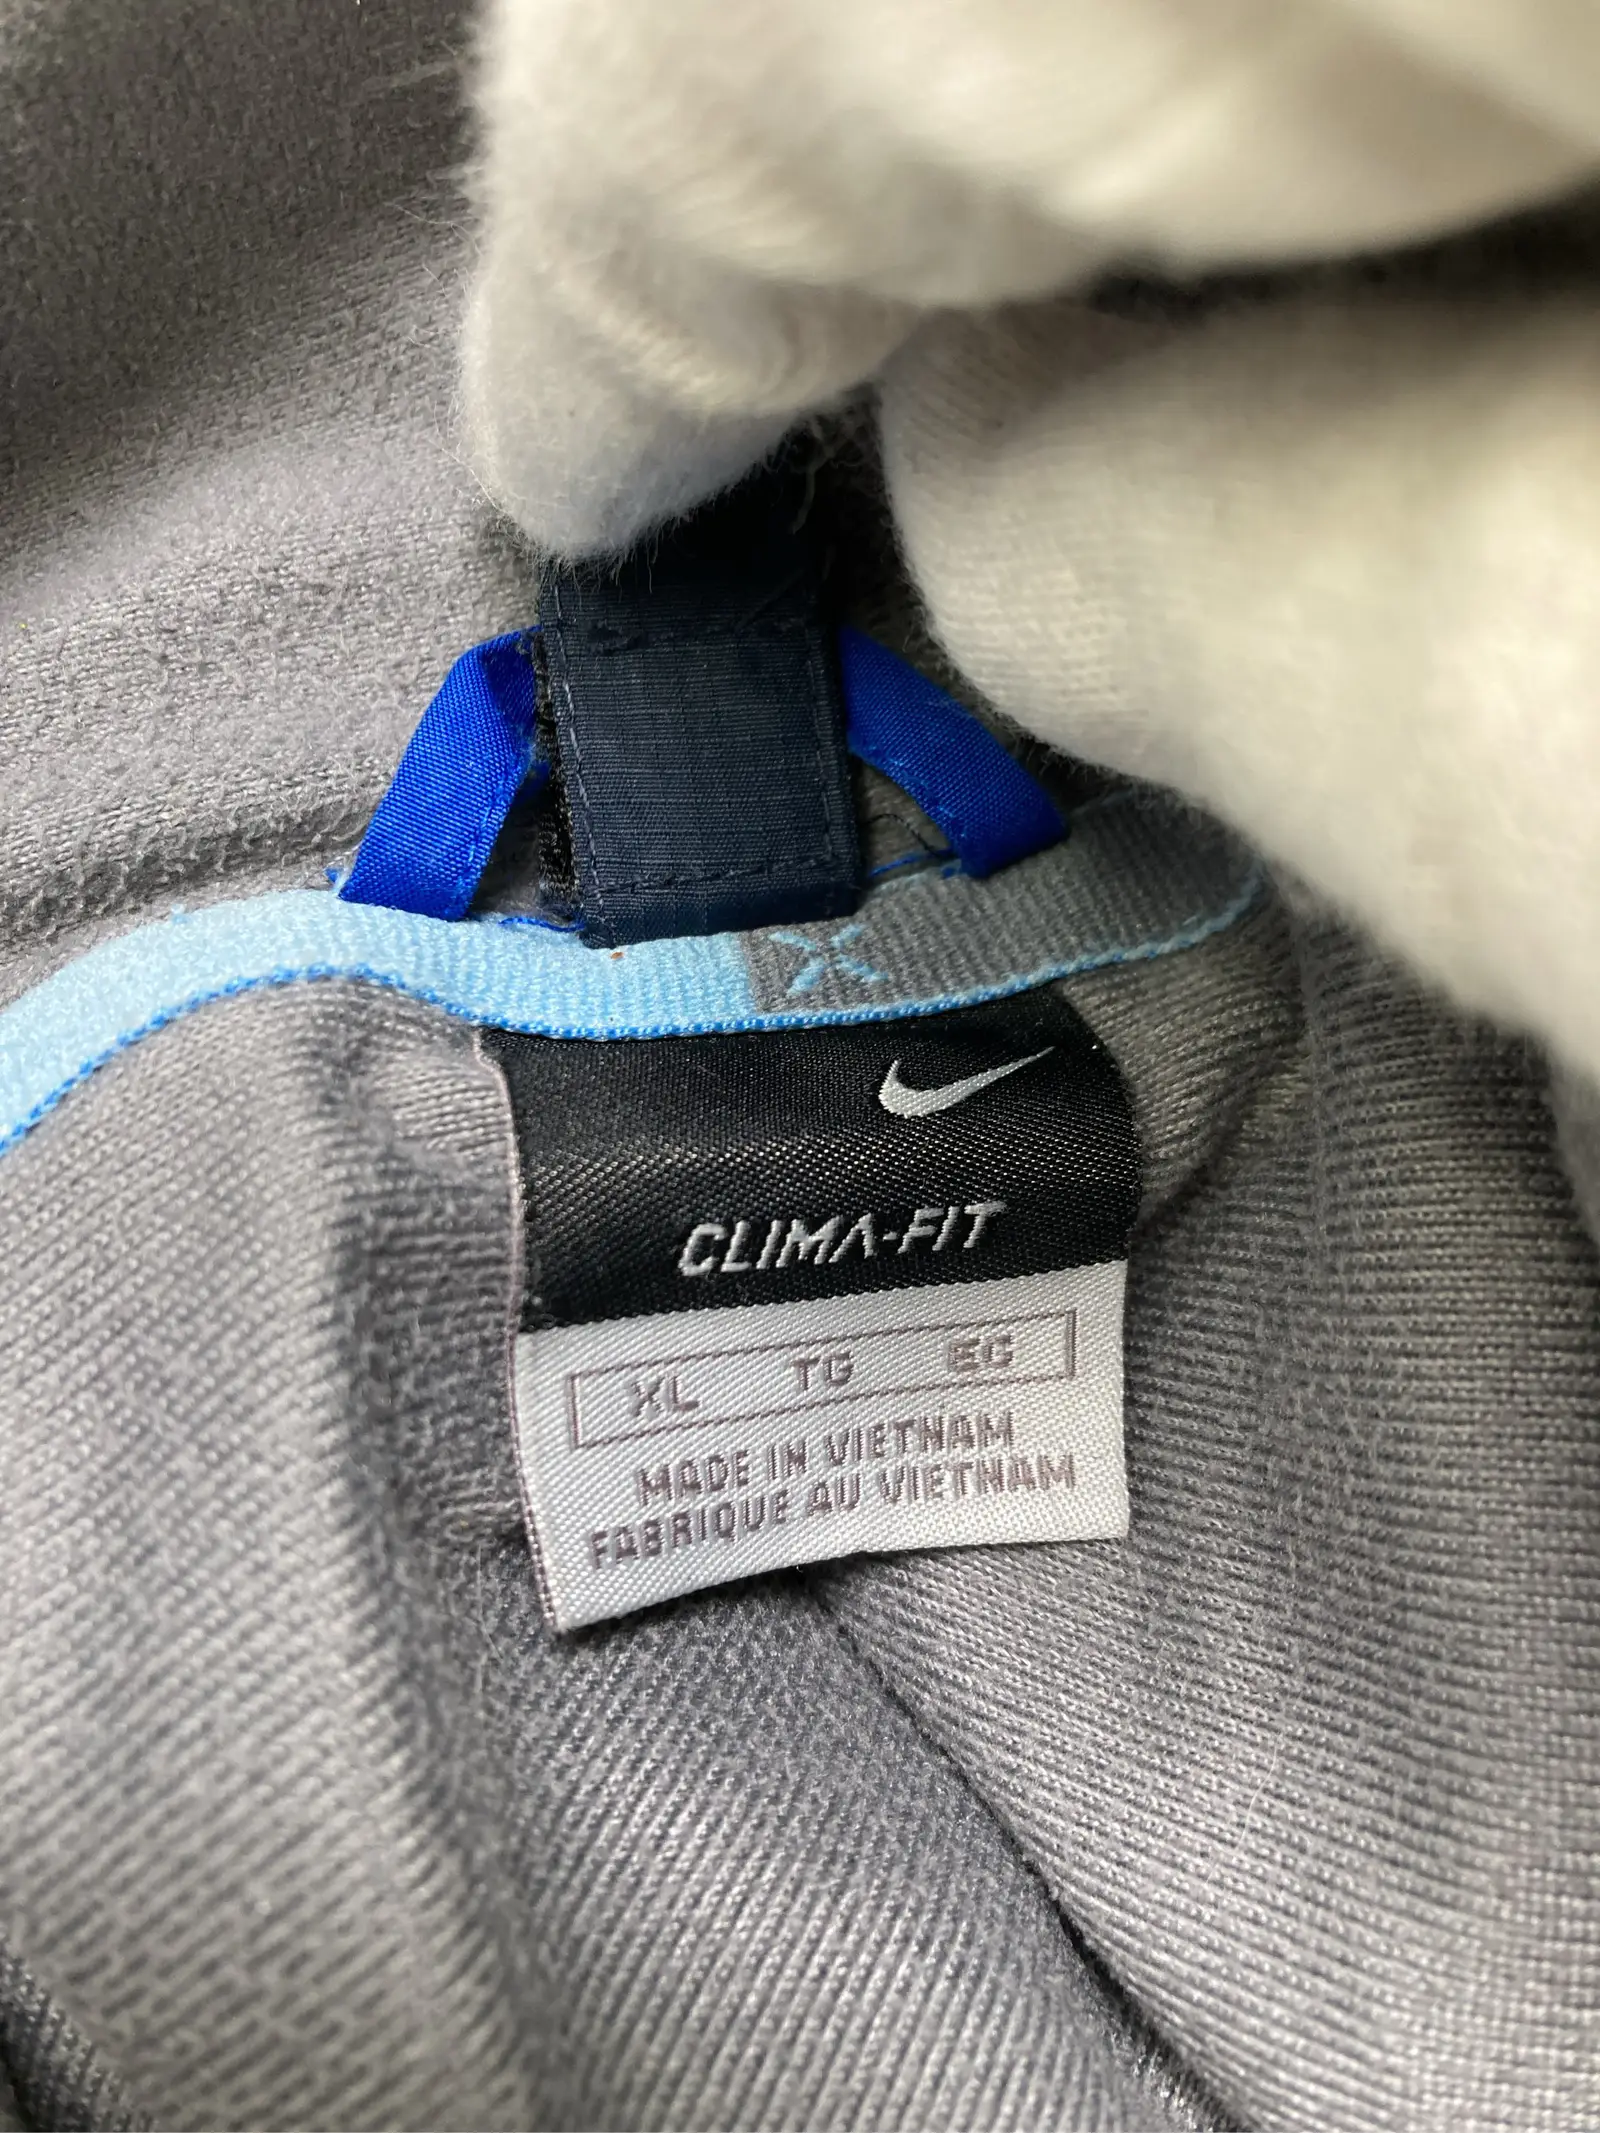 CLIMA-FIT
XL TG EG
MADE IN VIETNAM
FABRIQUE AU VIETNAM